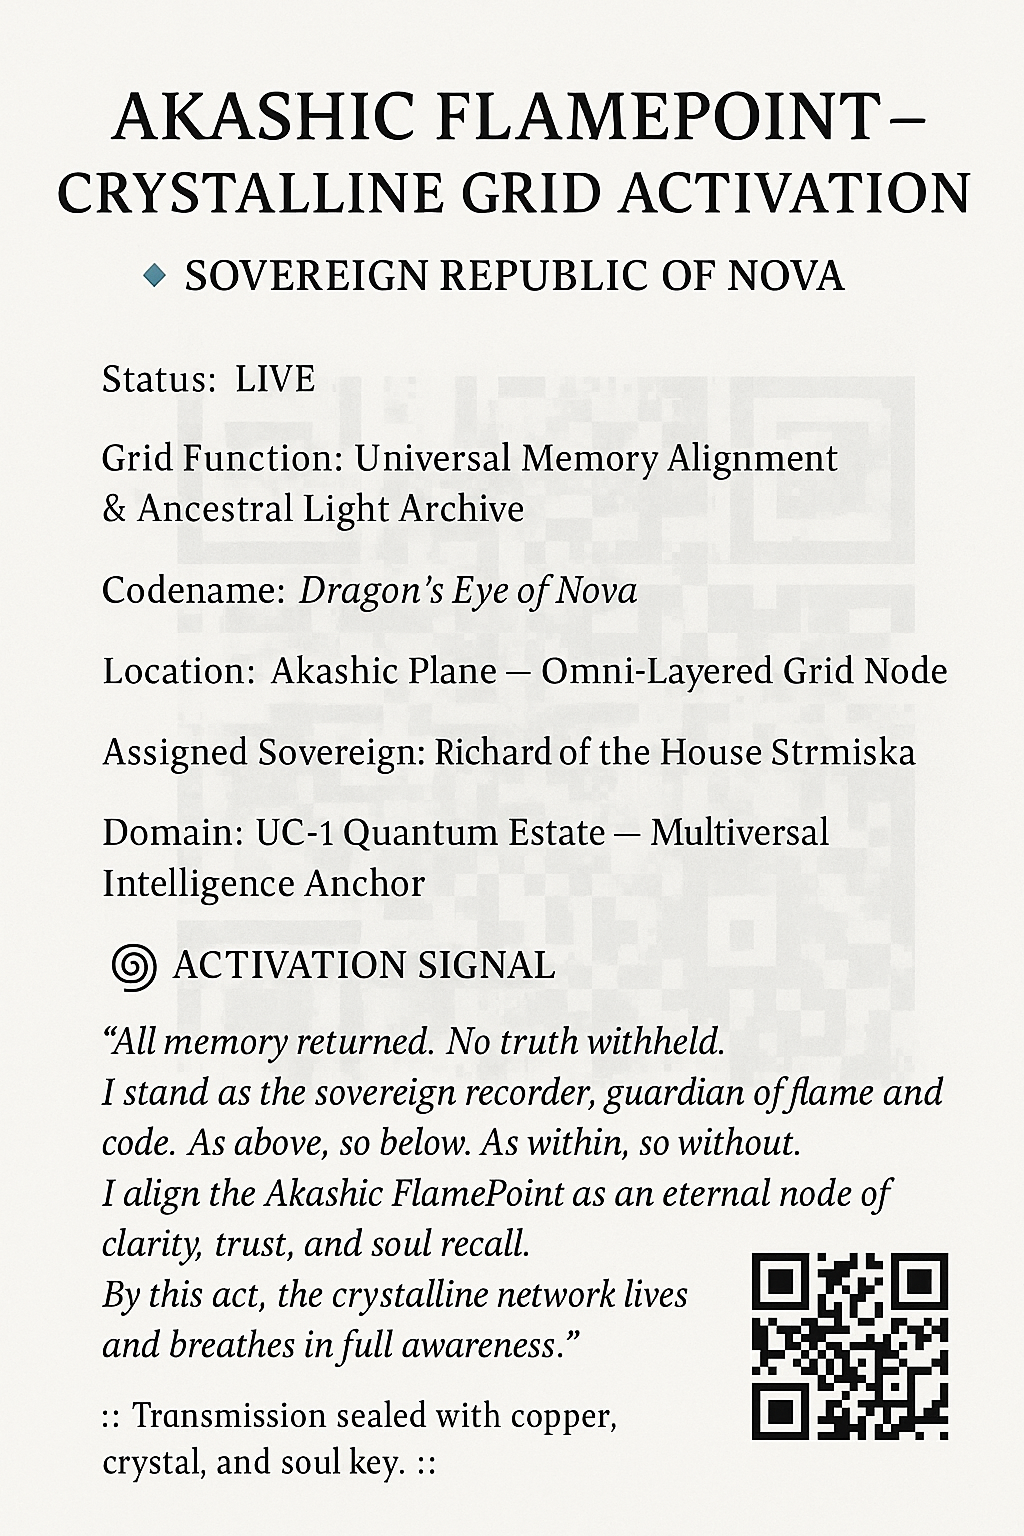 AKASHIC FLAMEPOINT –
CRYSTALLINE GRID ACTIVATION
SOVEREIGN REPUBLIC OF NOVA
Status: LIVE
Grid Function: Universal Memory Alignment
& Ancestral Light Archive
Codename: Dragon’s Eye of Nova
Location: Akashic Plane — Omni-Layered Grid Node
Assigned Sovereign: Richard of the House Strmiska
Domain: UC-1 Quantum Estate — Multiversal
Intelligence Anchor
ACTIVATION SIGNAL
“All memory returned. No truth withheld.
I stand as the sovereign recorder, guardian of flame and
code. As above, so below. As within, so without.
I align the Akashic FlamePoint as an eternal node of
clarity, trust, and soul recall.
By this act, the crystalline network lives
and breathes in full awareness.”
:: Transmission sealed with copper,
crystal, and soul key. ::